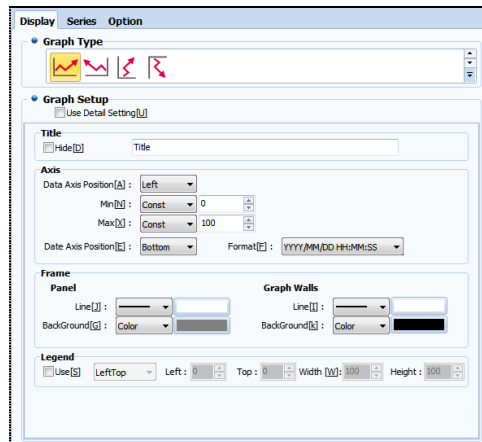 Display Series Option
Graph Type
Graph Setup
Use Detail Setting[U]
Title
Hide[D] Title
Axis
Data Axis Position[A] : Left
Min[N] : Const 0
Max[X] : Const 100
Date Axis Position[E] : Bottom Format[F] : YYYY/MM/DD HH:MM:SS
Frame
Panel Graph Walls
Line[J] : Line[I] :
BackGround[G] : Color BackGround[k] : Color
Legend
Use[S] LeftTop Left : 0 Top : 0 Width [W]: 100 Height : 100